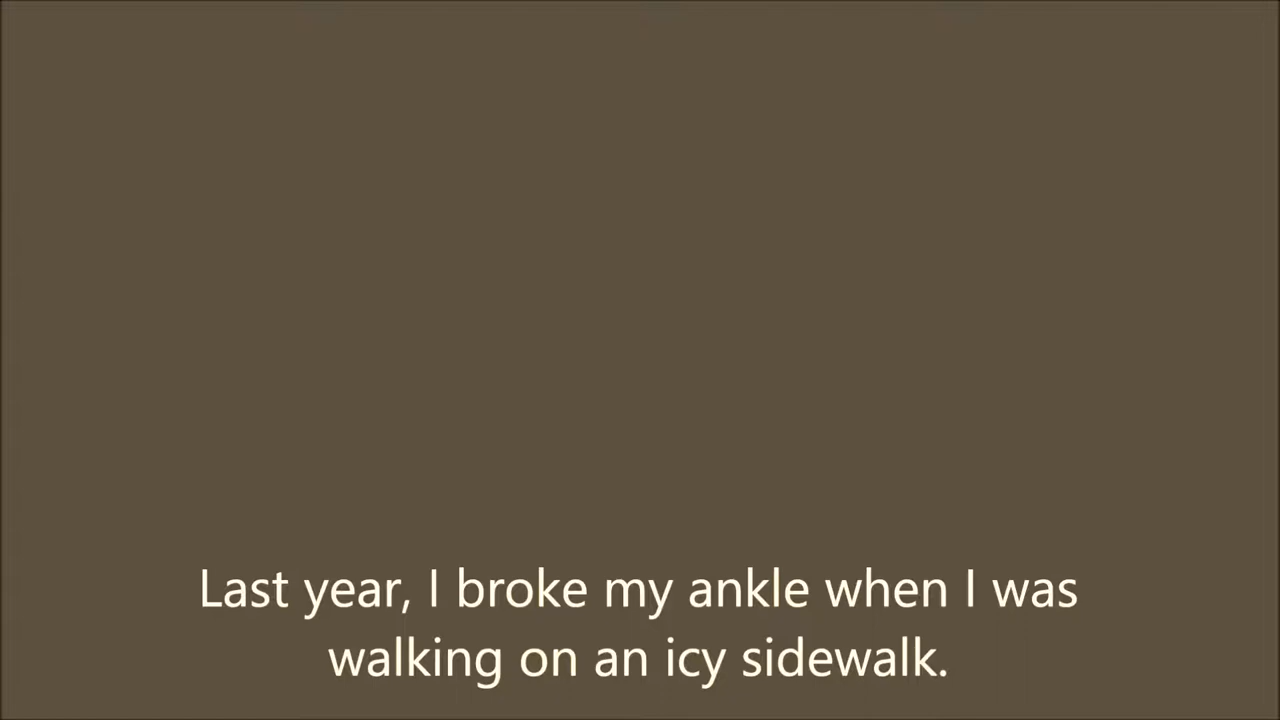 Last year, I broke my ankle when I was
walking on an icy sidewalk.